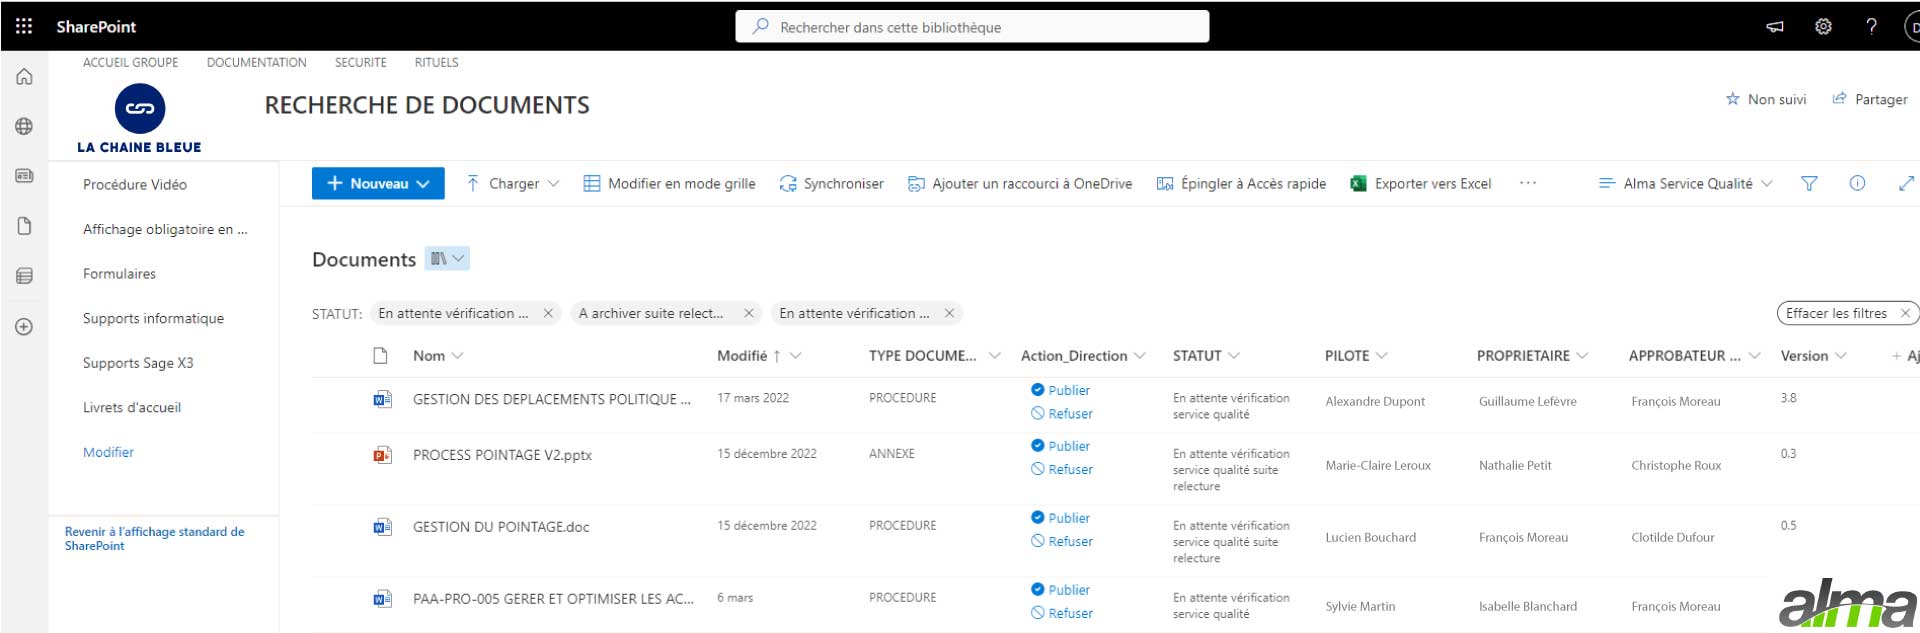 SharePoint
Rechercher dans cette bibliothèque
ACCUEIL GROUPE DOCUMENTATION SECURITE RITUELS
LA CHAINE BLEUE
RECHERCHE DE DOCUMENTS
Non suivi Partager
Procédure Vidéo
Affichage obligatoire en ...
Formulaires
Supports informatique
Supports Sage X3
Livrets d'accueil
Modifier
Revenir à l'affichage standard de
SharePoint
Nouveau Charger Modifier en mode grille Synchroniser Ajouter un raccourci à OneDrive Épingler à Accès rapide Exporter vers Excel ... Alma Service Qualité
Documents
STATUT: En attente vérification ... A archiver suite relect... En attente vérification ... Effacer les filtres
Nom Modifié TYPE DOCUME... Action_Direction STATUT PILOTE PROPRIETAIRE APPROBATEUR ... Version + Aj
GESTION DES DEPLACEMENTS POLITIQUE ... 17 mars 2022 PROCEDURE Publier
Refuser
En attente vérification
service qualité
Alexandre Dupont Guillaume Lefèvre François Moreau 3.8
PROCESS POINTAGE V2.pptx 15 décembre 2022 ANNEXE Publier
Refuser
En attente vérification
service qualité suite
relecture
Marie-Claire Leroux Nathalie Petit Christophe Roux 0.3
GESTION DU POINTAGE.doc 15 décembre 2022 PROCEDURE Publier
Refuser
En attente vérification
service qualité suite
relecture
Lucien Bouchard François Moreau Clotilde Dufour 0.5
PAA-PRO-005 GERER ET OPTIMISER LES AC... 6 mars PROCEDURE Publier
Refuser
En attente vérification
service qualité
Sylvie Martin Isabelle Blanchard François Moreau
alma